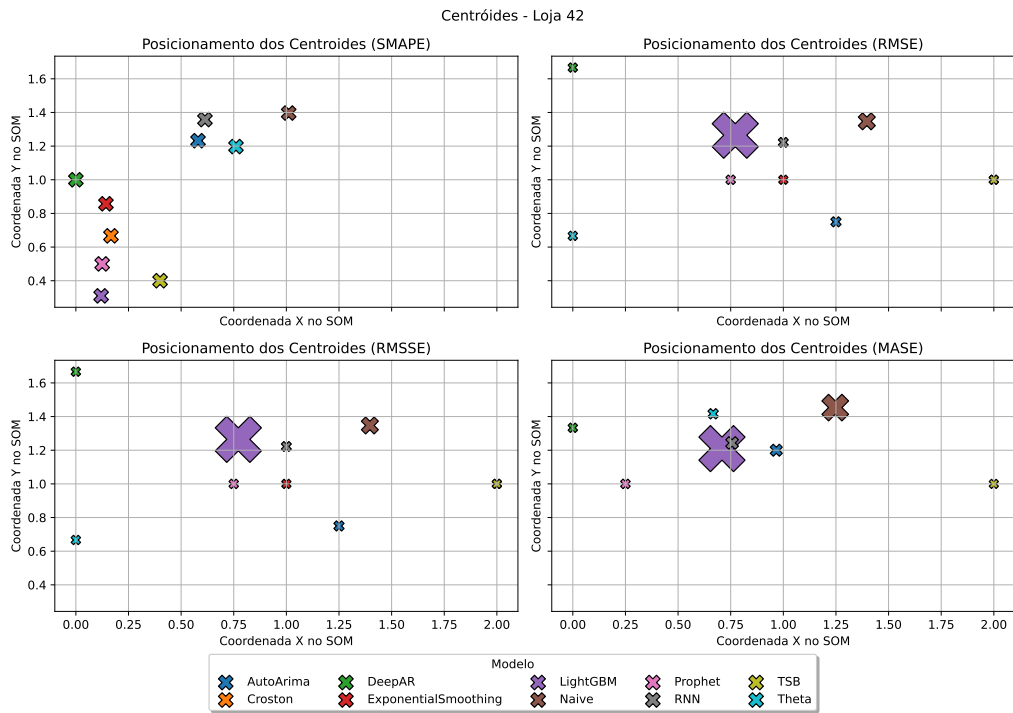 Centróides - Loja 42
Posicionamento dos Centroides (SMAPE)
Posicionamento dos Centroides (RMSE)
1.6
1.4
1.2
1.0
0.8
0.6
0.4
Coordenada Y no SOM
Coordenada Y no SOM
Coordenada X no SOM
Coordenada X no SOM
Posicionamento dos Centroides (RMSSE)
Posicionamento dos Centroides (MASE)
1.6
1.4
1.2
1.0
0.8
0.6
0.4
Coordenada Y no SOM
Coordenada Y no SOM
0.00 0.25 0.50 0.75 1.00 1.25 1.50 1.75 2.00
0.00 0.25 0.50 0.75 1.00 1.25 1.50 1.75 2.00
Coordenada X no SOM
Coordenada X no SOM
Modelo
AutoArima DeepAR LightGBM Prophet TSB
Croston ExponentialSmoothing Naive RNN Theta